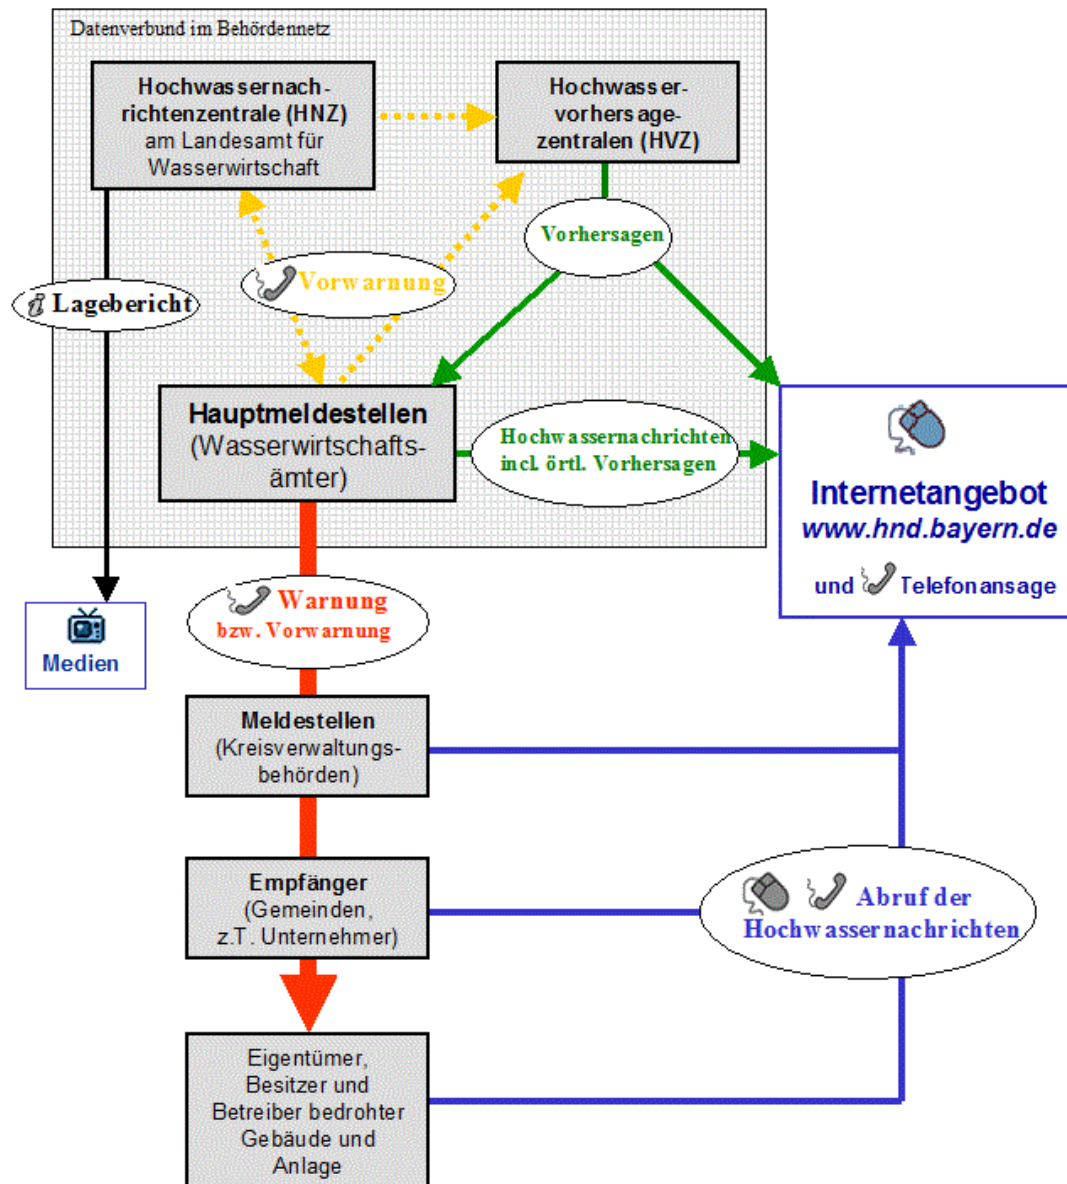 Datenverbund im Behördennetz
Hochwassernach-
richtenzentrale (HNZ)
am Landesamt für
Wasserwirtschaft
Hochwasser-
vorhersage-
zentralen (HVZ)
Vorhersagen
Vorwarnung
i Lagebericht
Hauptmeldestellen
(Wasserwirtschafts-
ämter)
Hochwassernachrichten
incl. örtl. Vorhersagen
Internetangebot
www.hnd.bayern.de
und Telefonansage
Medien
Warnung
bzw. Vorwarnung
Meldestellen
(Kreisverwaltungs-
behörden)
Empfänger
(Gemeinden,
z.T. Unternehmer)
Abruf der
Hochwassernachrichten
Eigentümer,
Besitzer und
Betreiber bedrohter
Gebäude und
Anlage